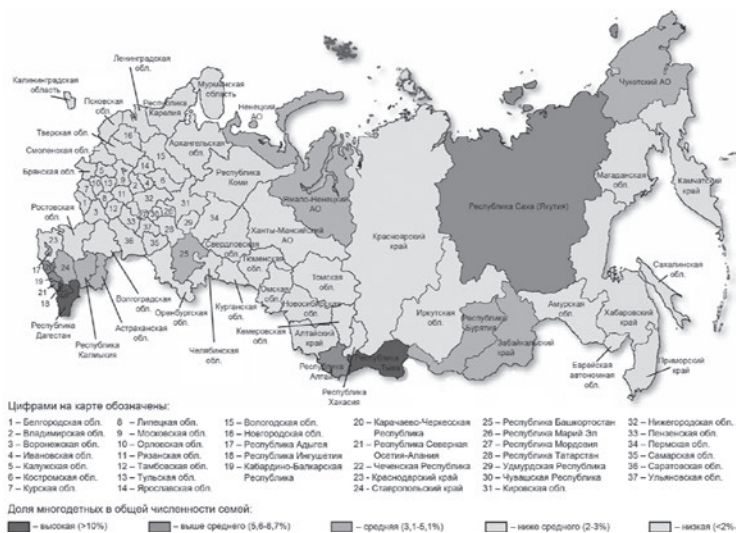 Ленинградская
обл.
Калининградская
область
Мурманская
область
Чукотский АО
Псковская обл.
Республика
Карелия
Ненецкий
АО
16
Тверская обл.
Архангельская
обл.
15
Смоленская обл.
14
Брянская обл.
Республика
Коми
Магаданская
обл.
Камчатский
край
Республика Саха (Якутия)
Ямало-Ненецкий
АО
Ростовская обл.
Ханты-Мансийский
АО
Красноярский
край
Свердловская
обл.
Тюменская
обл.
Томская
обл.
Омская
обл.
Новосибирская
обл.
Иркутская
обл.
Сахалинская
обл.
Амурская
обл.
Хабаровский
край
Республика
Бурятия
Забайкальский
край
Волгоградская
обл.
Оренбургская
обл.
Курганская
обл.
Кемеровская
обл.
Алтайский
край
Республика
Дагестан
Астраханская
обл.
Челябинская
обл.
Республика
Калмыкия
Республика
Алтай
Республика
Тыва
Республика
Хакасия
Еврейская
автономная обл.
Приморский
край
Цифрами на карте обозначены:
1 – Белгородская обл.
2 – Владимирская обл.
3 – Воронежская обл.
4 – Ивановская обл.
5 – Калужская обл.
6 – Костромская обл.
7 – Курская обл.
8 – Липецкая обл.
9 – Московская обл.
10 – Орловская обл.
11 – Рязанская обл.
12 – Тамбовская обл.
13 – Тульская обл.
14 – Ярославская обл.
15 – Вологодская обл.
16 – Новгородская обл.
17 – Республика Адыгея
18 – Республика Ингушетия
19 – Кабардино-Балкарская
Республика
20 – Карачаево-Черкесская
Республика
21 – Республика Северная
Осетия-Алания
22 – Чеченская Республика
23 – Краснодарский край
24 – Ставропольский край
25 – Республика Башкортостан
26 – Республика Марий Эл
27 – Республика Мордовия
28 – Республика Татарстан
29 – Удмурдская Республика
30 – Чувашская Республика
31 – Кировская обл.
32 – Нижегородская обл.
33 – Пензенская обл.
34 – Пермская обл.
35 – Самарская обл.
36 – Саратовская обл.
37 – Ульяновская обл.
Доля многодетных в общей численности семей:
– высокая (>10%)
– выше среднего (5,6-8,7%)
– средняя (3,1-5,1%)
– ниже среднего (2-3%)
– низкая (<2%